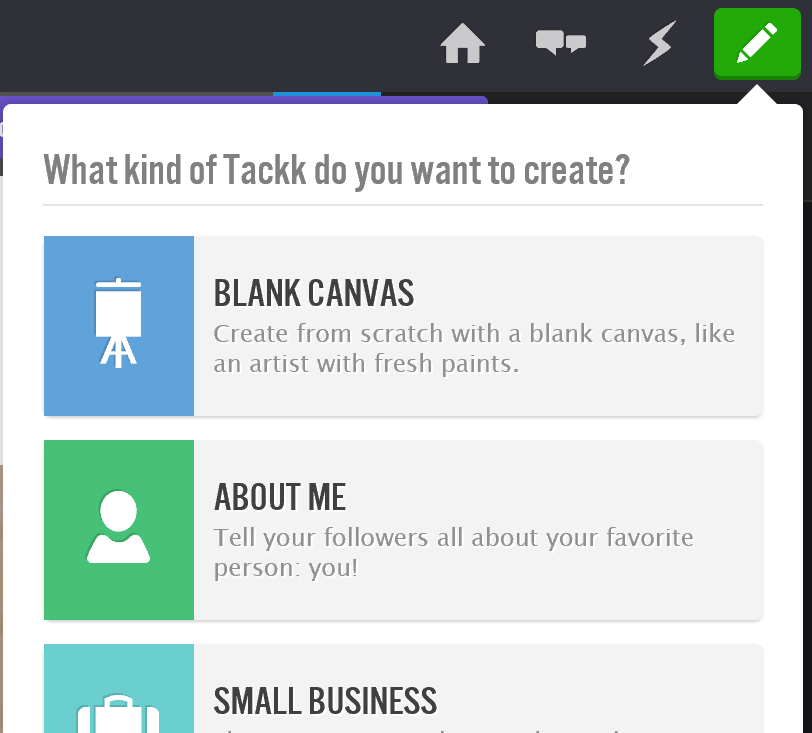 What kind of Tackk do you want to create?
BLANK CANVAS
Create from scratch with a blank canvas, like
an artist with fresh paints.
ABOUT ME
Tell your followers all about your favorite
person: you!
SMALL BUSINESS